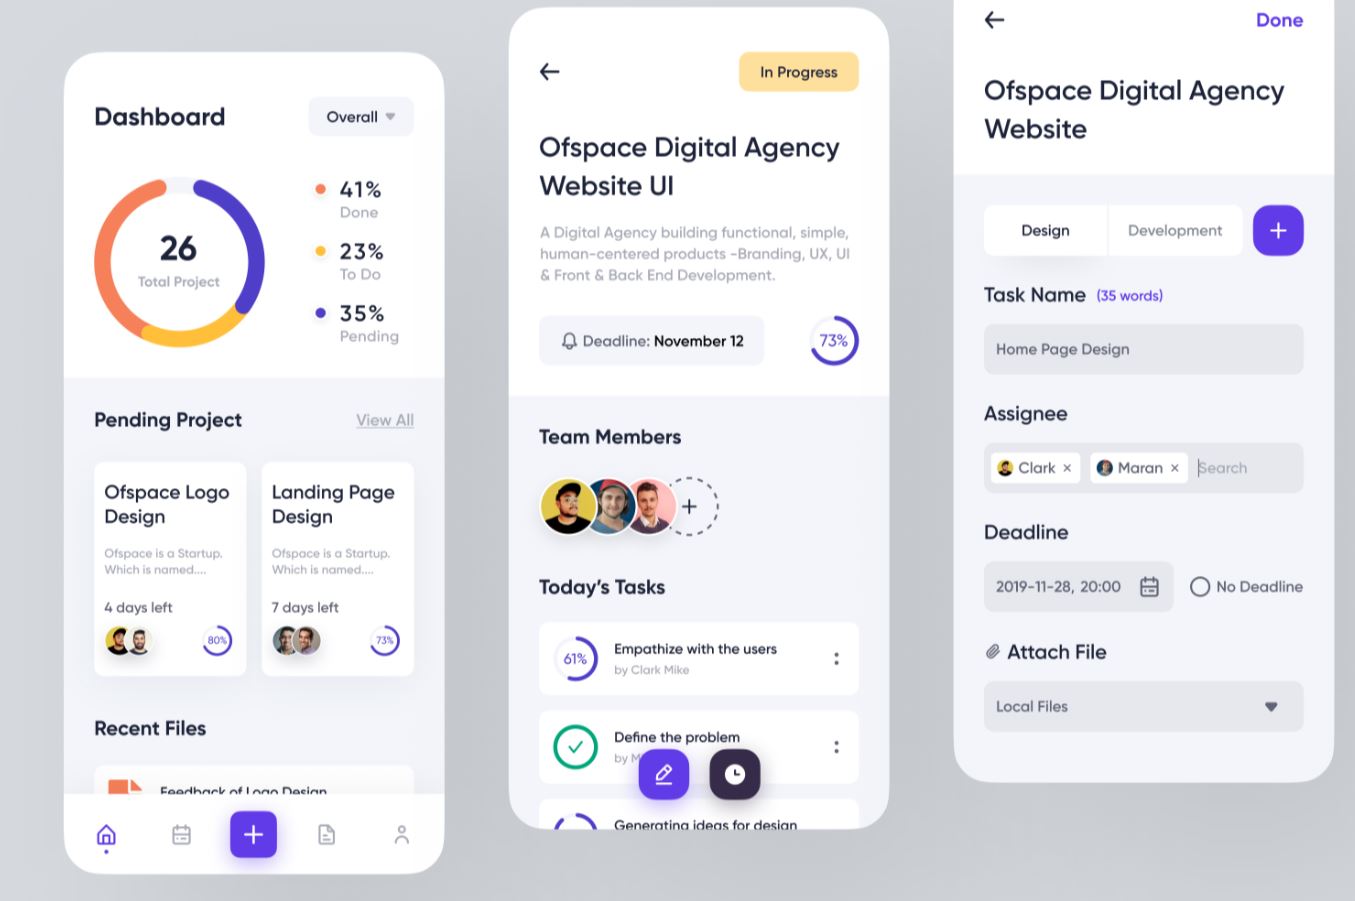 Dashboard
Overall
26
Total Project
41%
Done
23%
To Do
35%
Pending
Pending Project
View All
Ofspace Logo
Design
Ofspace is a Startup.
Which is named....
4 days left
80%
Landing Page
Design
Ofspace is a Startup.
Which is named....
7 days left
73%
Recent Files
Feedback of Logo Design
In Progress
Ofspace Digital Agency
Website UI
A Digital Agency building functional, simple,
human-centered products -Branding, UX, UI
& Front & Back End Development.
Deadline: November 12
73%
Team Members
Today's Tasks
61%
Empathize with the users
by Clark Mike
Define the problem
by M
Generating ideas for design
Done
Ofspace Digital Agency
Website
Design
Development
Task Name (35 words)
Home Page Design
Assignee
Clark ×
Maran ×
Search
Deadline
2019-11-28, 20:00
No Deadline
Attach File
Local Files